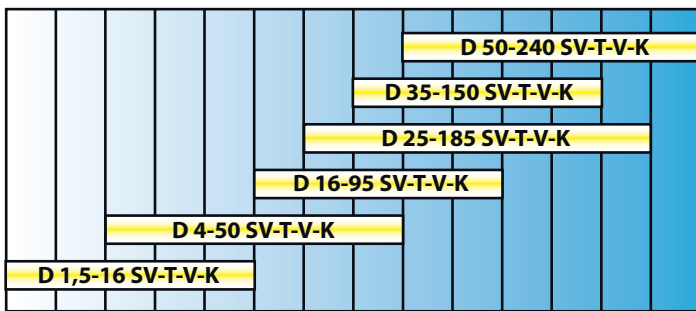 D 50-240 SV-T-V-K
D 35-150 SV-T-V-K
D 25-185 SV-T-V-K
D 16-95 SV-T-V-K
D 4-50 SV-T-V-K
D 1,5-16 SV-T-V-K